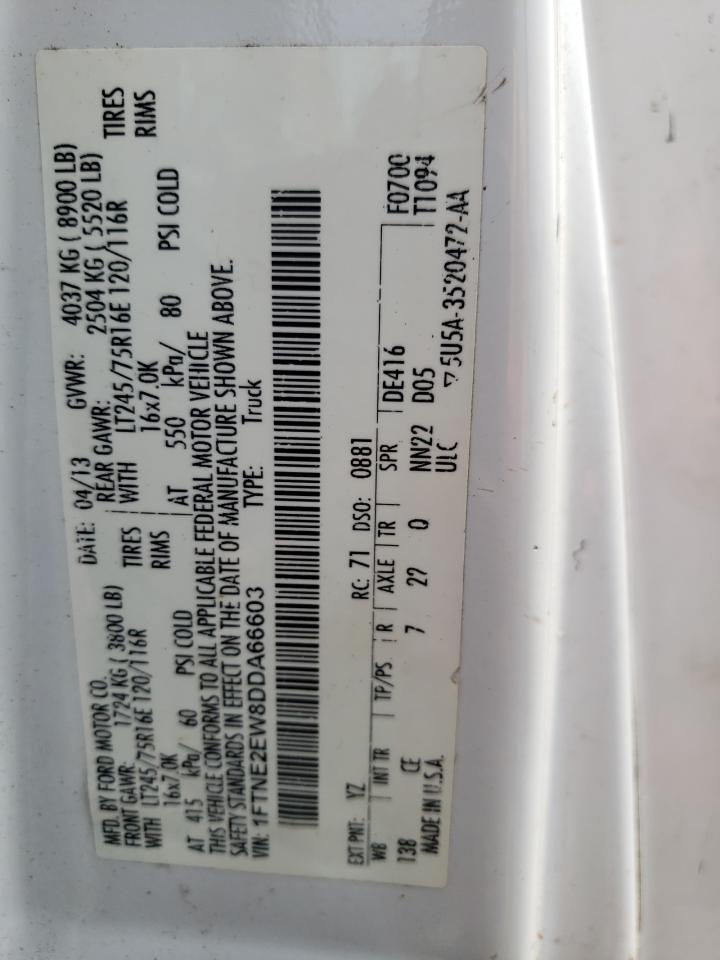 MFD. BY FORD MOTOR CO.
DATE: 04/13 GVWR: 4037 KG ( 8900 LB)
FRONT GAWR: 1724 KG ( 3800 LB) REAR GAWR: 2504 KG ( 5520 LB)
WITH LT245/75R16E 120/116R TIRES WITH LT245/75R16E 120/116R TIRES
16x7.0K RIMS 16x7.0K RIMS
AT 415 kPa/ 60 PSI COLD AT 550 kPa/ 80 PSI COLD
THIS VEHICLE CONFORMS TO ALL APPLICABLE FEDERAL MOTOR VEHICLE
SAFETY STANDARDS IN EFFECT ON THE DATE OF MANUFACTURE SHOWN ABOVE.
VIN: 1FTNE2EW8DDA66603 TYPE: Truck
EXT PNT: YZ RC: 71 DSO: 0881
WB INT TR TP/PS R AXLE TR SPR F0700
138 CE 7 27 Q NN22 DE416 T1094
MADE IN U.S.A. ULC D05
5U5A-3520472-AA